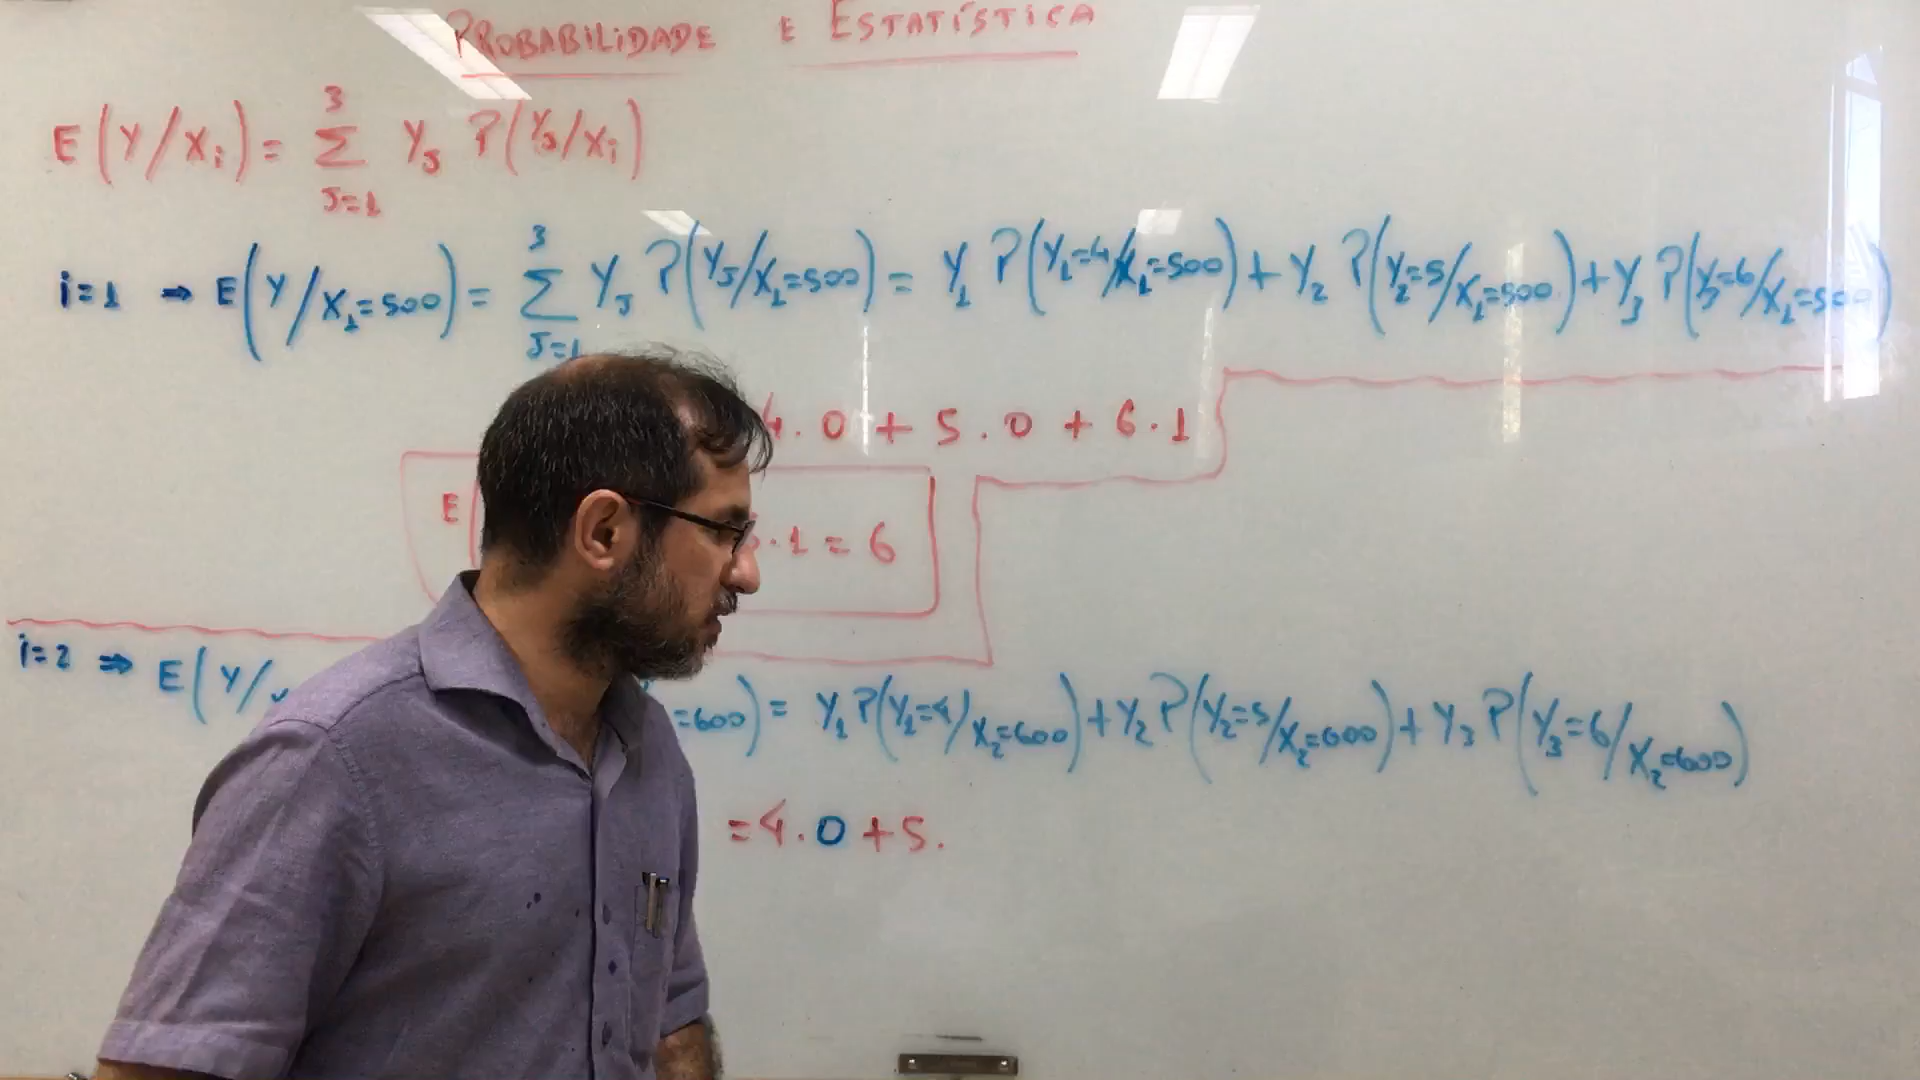 PROBABILIDADE E ESTATÍSTICA
E(Y/Xi) = 3 Σ J=1 YJ P(YJ/Xi)
i=1 ⇒ E(Y/X1=500) = 3 Σ J=1 YJ P(YJ/X1=500) = Y1 P(Y1=4/X1=500) + Y2 P(Y2=5/X1=500) + Y3 P(Y3=6/X1=500)
4.0 + 5.0 + 6.1
E .1 = 6
i=2 ⇒ E(Y/ =600) = Y1 P(Y1=4/X2=600) + Y2 P(Y2=5/X2=600) + Y3 P(Y3=6/X2=600)
=4.0+5.